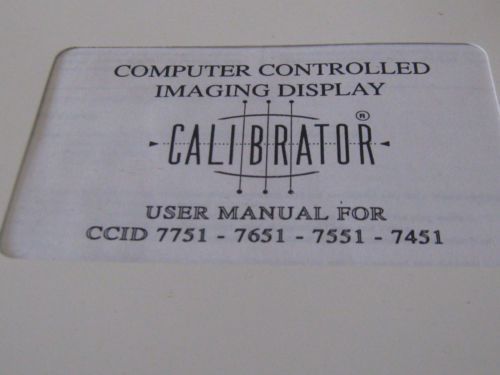 COMPUTER CONTROLLED
IMAGING DISPLAY
CALIBRATOR®
USER MANUAL FOR
CCID 7751 - 7651 - 7551 - 7451